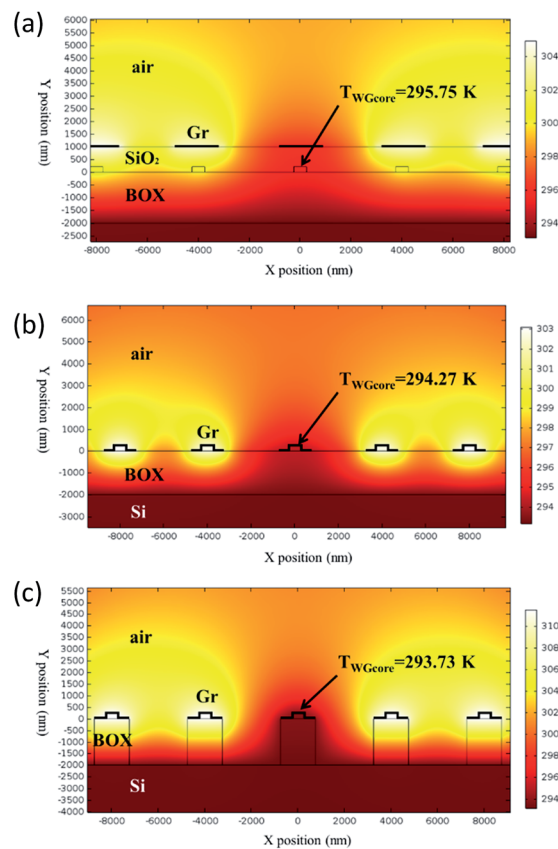 (a)
6000
5500
5000
4500
4000
3500
3000
2500
2000
1500
1000
500
0
-500
-1000
-1500
-2000
-2500
Y position (nm)
air
Gr
SiO2
BOX
TWGcore=295.75 K
-8000 -6000 -4000 -2000 0 2000 4000 6000 8000
X position (nm)
304
302
300
298
296
294
(b)
6000
5000
4000
3000
2000
1000
0
-1000
-2000
-3000
Y position (nm)
air
Gr
BOX
Si
TWGcore=294.27 K
-8000 -6000 -4000 -2000 0 2000 4000 6000 8000
X position (nm)
303
302
301
300
299
298
297
296
295
294
(c)
5500
5000
4500
4000
3500
3000
2500
2000
1500
1000
500
0
-500
-1000
-1500
-2000
-2500
-3000
-3500
-4000
Y position (nm)
air
Gr
BOX
Si
TWGcore=293.73 K
-8000 -6000 -4000 -2000 0 2000 4000 6000 8000
X position (nm)
310
308
306
304
302
300
298
296
294